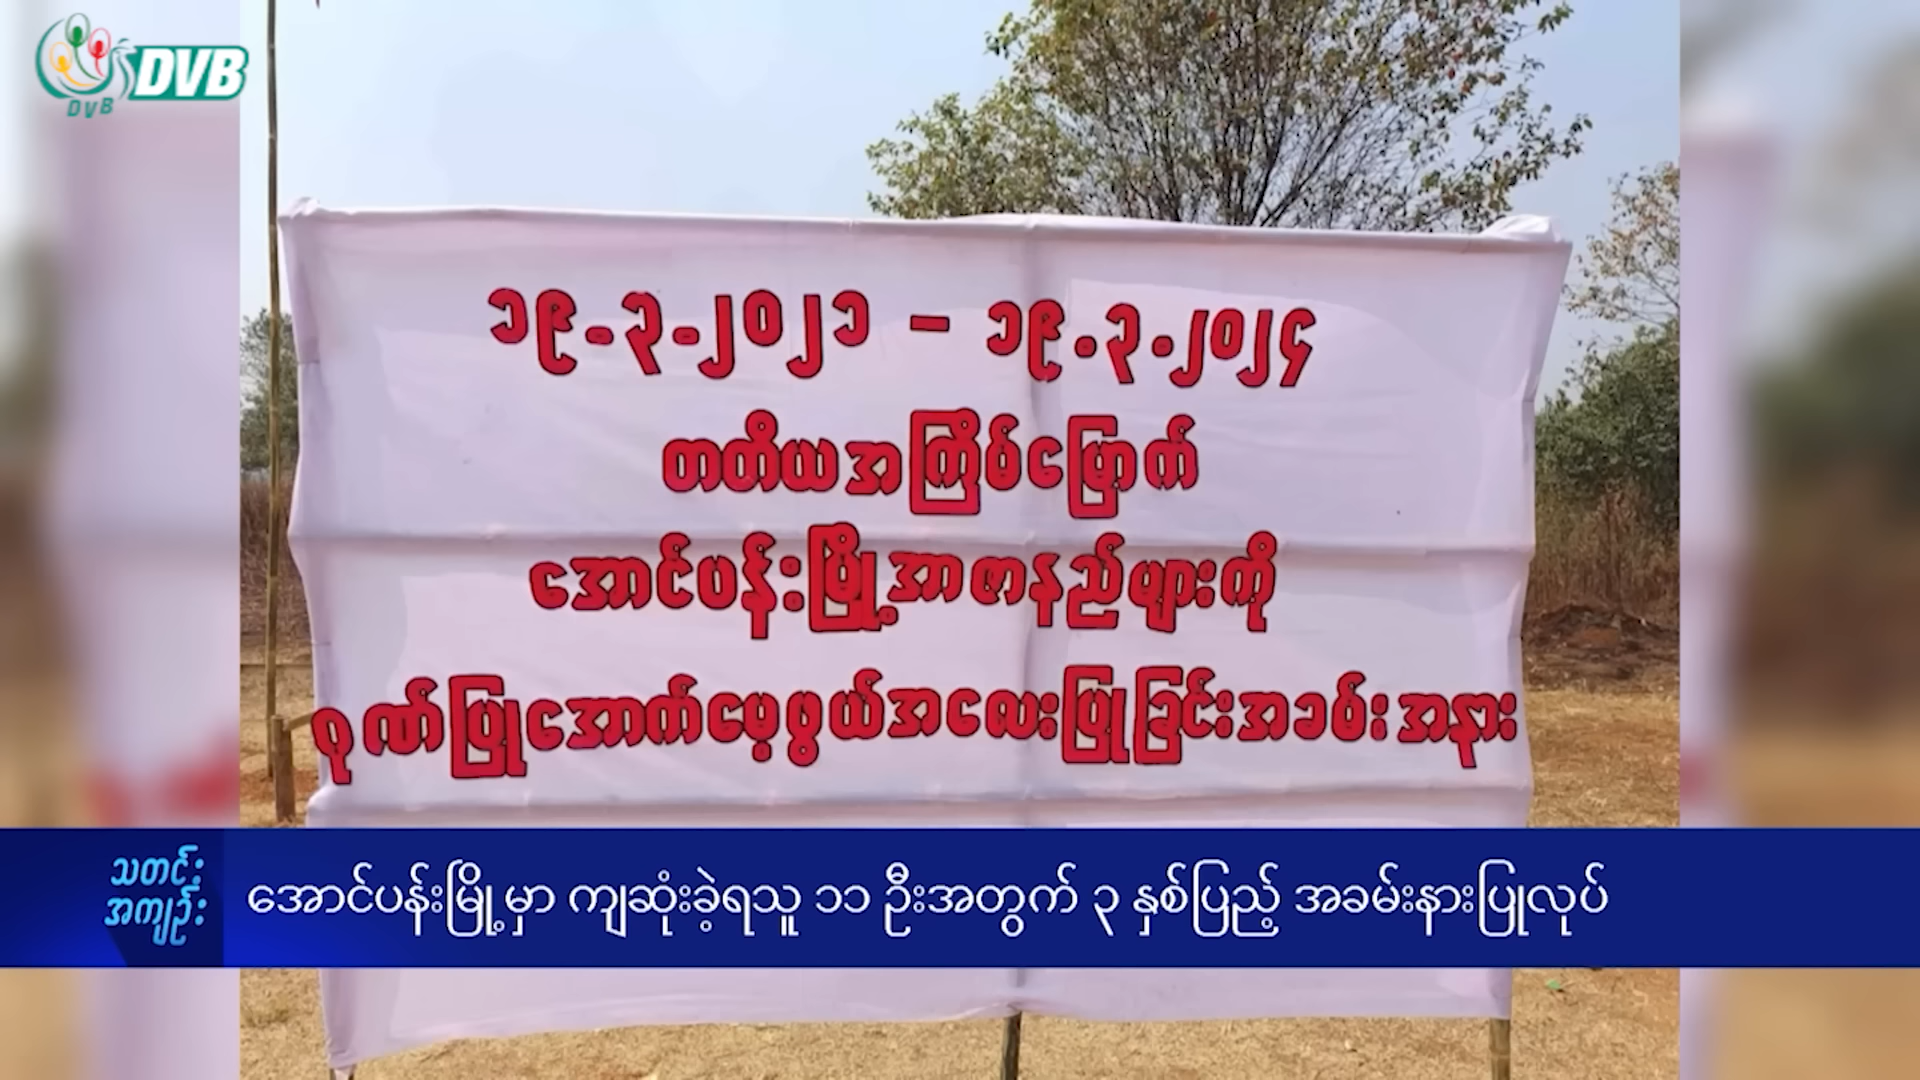 DVB
DVB
၁၉.၃.၂၀၂၁ – ၁၉.၃.၂၀၂၄
တတိယအကြိမ်မြောက်
အောင်ပန်းမြို့အာဇာနည်များကို
ဂုဏ်ပြုအောက်မေ့ဖွယ်အလေးပြုခြင်းအခမ်းအနား
သတင်း
အကျဉ်း
အောင်ပန်းမြို့မှာ ကျဆုံးခဲ့ရသူ ၁၁ ဦးအတွက် ၃ နှစ်ပြည့် အခမ်းနားပြုလုပ်